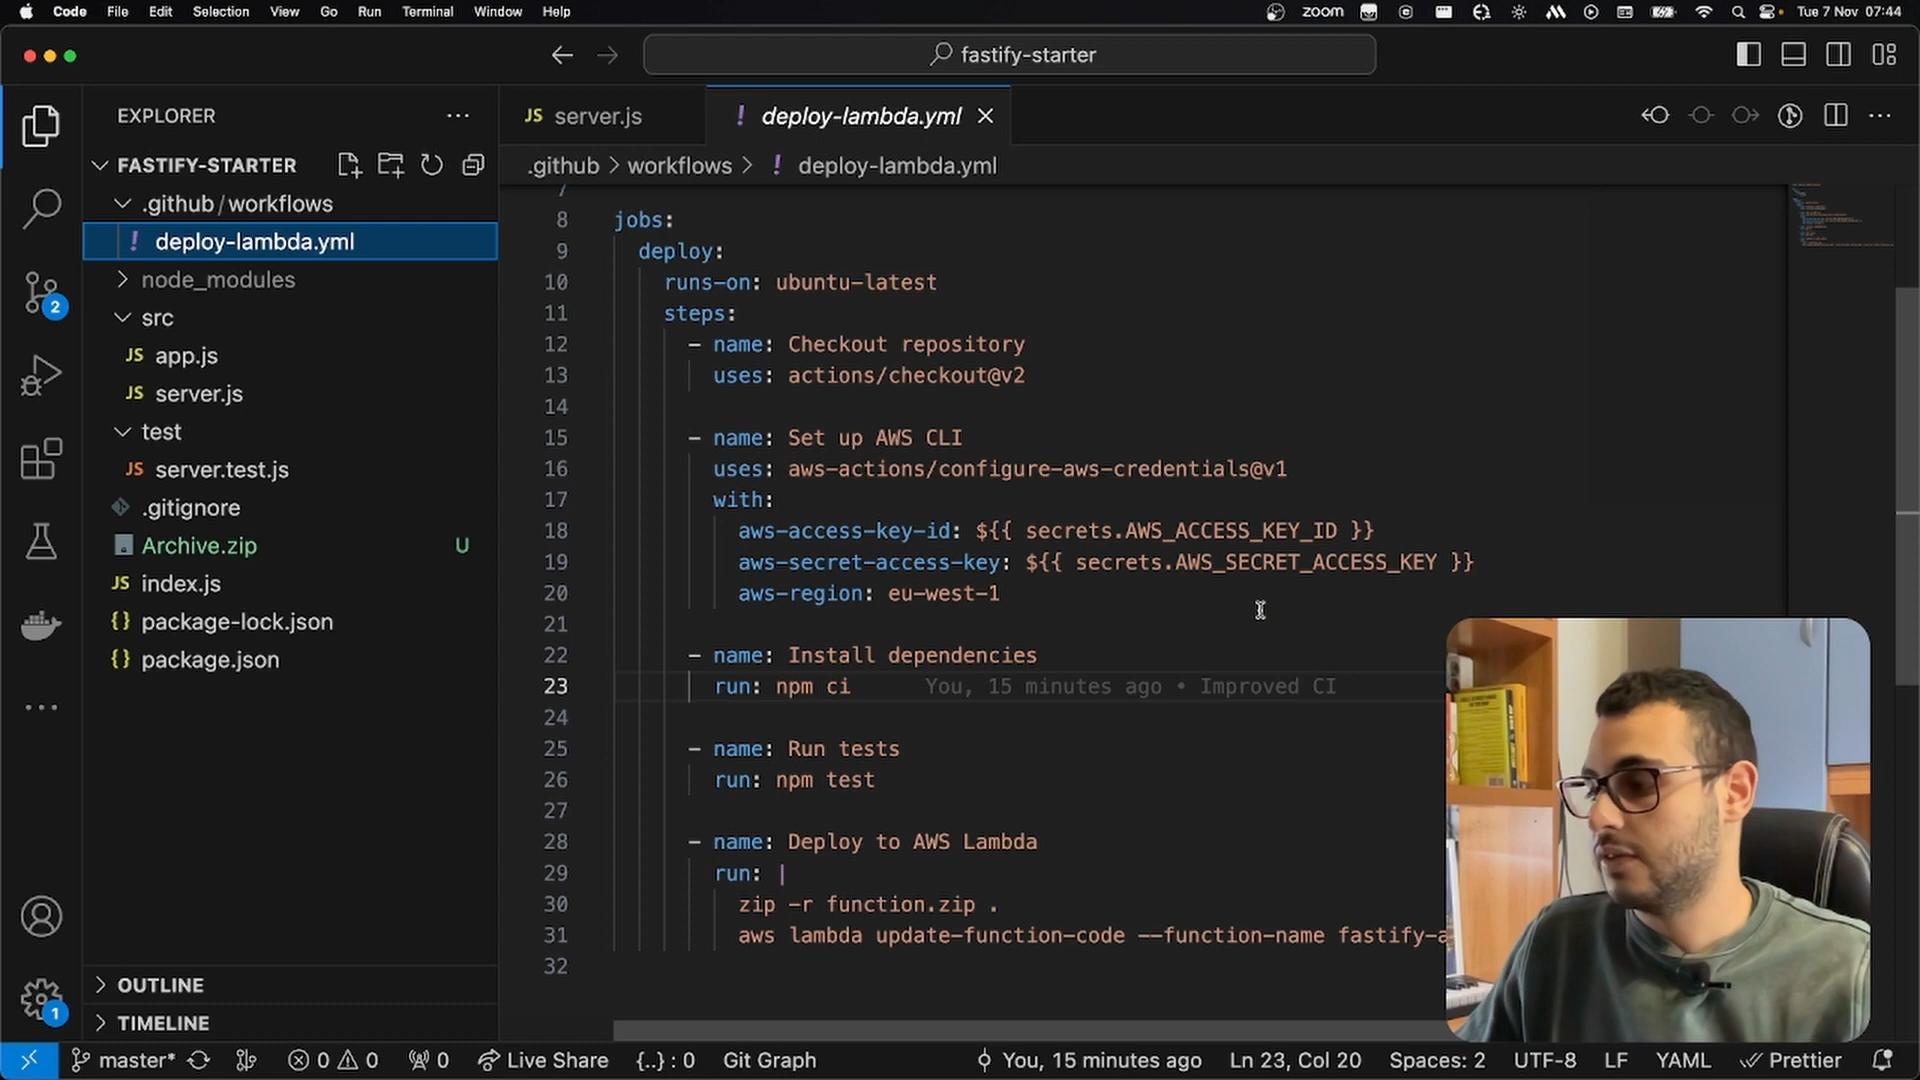 Code File Edit Selection View Go Run Terminal Window Help zoom Tue 7 Nov 07:44
fastify-starter
EXPLORER
FASTIFY-STARTER
.github/workflows
! deploy-lambda.yml
node_modules
src
JS app.js
JS server.js
test
JS server.test.js
.gitignore
Archive.zip U
JS index.js
{} package-lock.json
{} package.json
OUTLINE
TIMELINE
2
1
JS server.js
! deploy-lambda.yml
.github > workflows > ! deploy-lambda.yml
7
8 jobs:
9 deploy:
10 runs-on: ubuntu-latest
11 steps:
12 - name: Checkout repository
13 uses: actions/checkout@v2
14
15 - name: Set up AWS CLI
16 uses: aws-actions/configure-aws-credentials@v1
17 with:
18 aws-access-key-id: ${{ secrets.AWS_ACCESS_KEY_ID }}
19 aws-secret-access-key: ${{ secrets.AWS_SECRET_ACCESS_KEY }}
20 aws-region: eu-west-1
21
22 - name: Install dependencies
23 run: npm ci You, 15 minutes ago • Improved CI
24
25 - name: Run tests
26 run: npm test
27
28 - name: Deploy to AWS Lambda
29 run: |
30 zip -r function.zip .
31 aws lambda update-function-code --function-name fastify-a
32
master* 0 0 0 Live Share {..} : 0 Git Graph You, 15 minutes ago Ln 23, Col 20 Spaces: 2 UTF-8 LF YAML Prettier